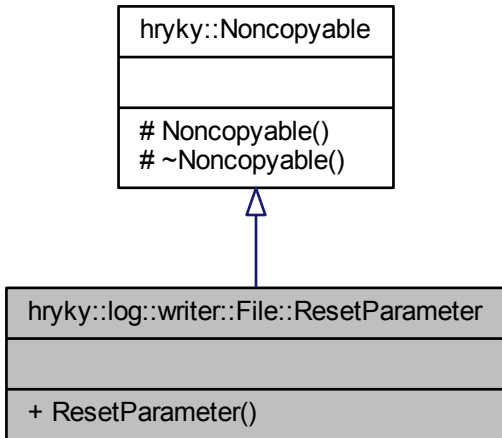 hryky::Noncopyable
# Noncopyable()
# ~Noncopyable()
hryky::log::writer::File::ResetParameter
+ ResetParameter()